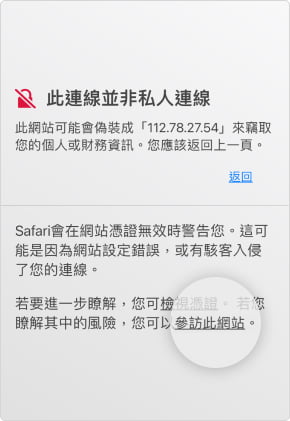 此連線並非私人連線
此網站可能會偽裝成「112.78.27.54」來竊取
您的個人或財務資訊。您應該返回上一頁。
返回
Safari會在網站憑證無效時警告您。這可
能是因為網站設定錯誤，或有駭客入侵
了您的連線。
若要進一步瞭解，您可檢視憑證。 若您
瞭解其中的風險，您可以參訪此網站。